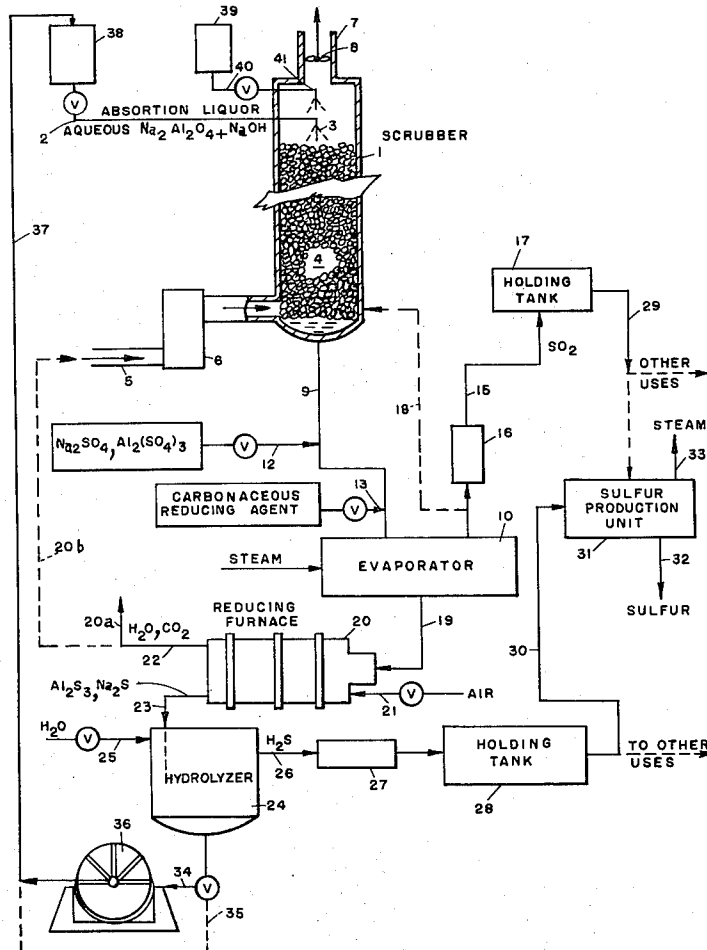 38
39
7
8
41
40
V
V
ABSORTION LIQUOR
2
AQUEOUS Na2 Al2O4 + NaOH
3
SCRUBBER
1
37
4
17
HOLDING
TANK
29
6
5
SO2
OTHER
USES
9
15
18
16
STEAM
33
Na2SO4, Al2(SO4)3
V
12
CARBONACEOUS
REDUCING AGENT
V
13
10
SULFUR
PRODUCTION
UNIT
31
32
20b
STEAM
EVAPORATOR
SULFUR
20a
H2O, CO2
22
REDUCING
FURNACE
20
19
30
Al2S3, Na2S
23
21
V
AIR
H2O
V
25
H2S
26
HYDROLYZER
24
27
HOLDING
TANK
28
TO OTHER
USES
36
34
V
35